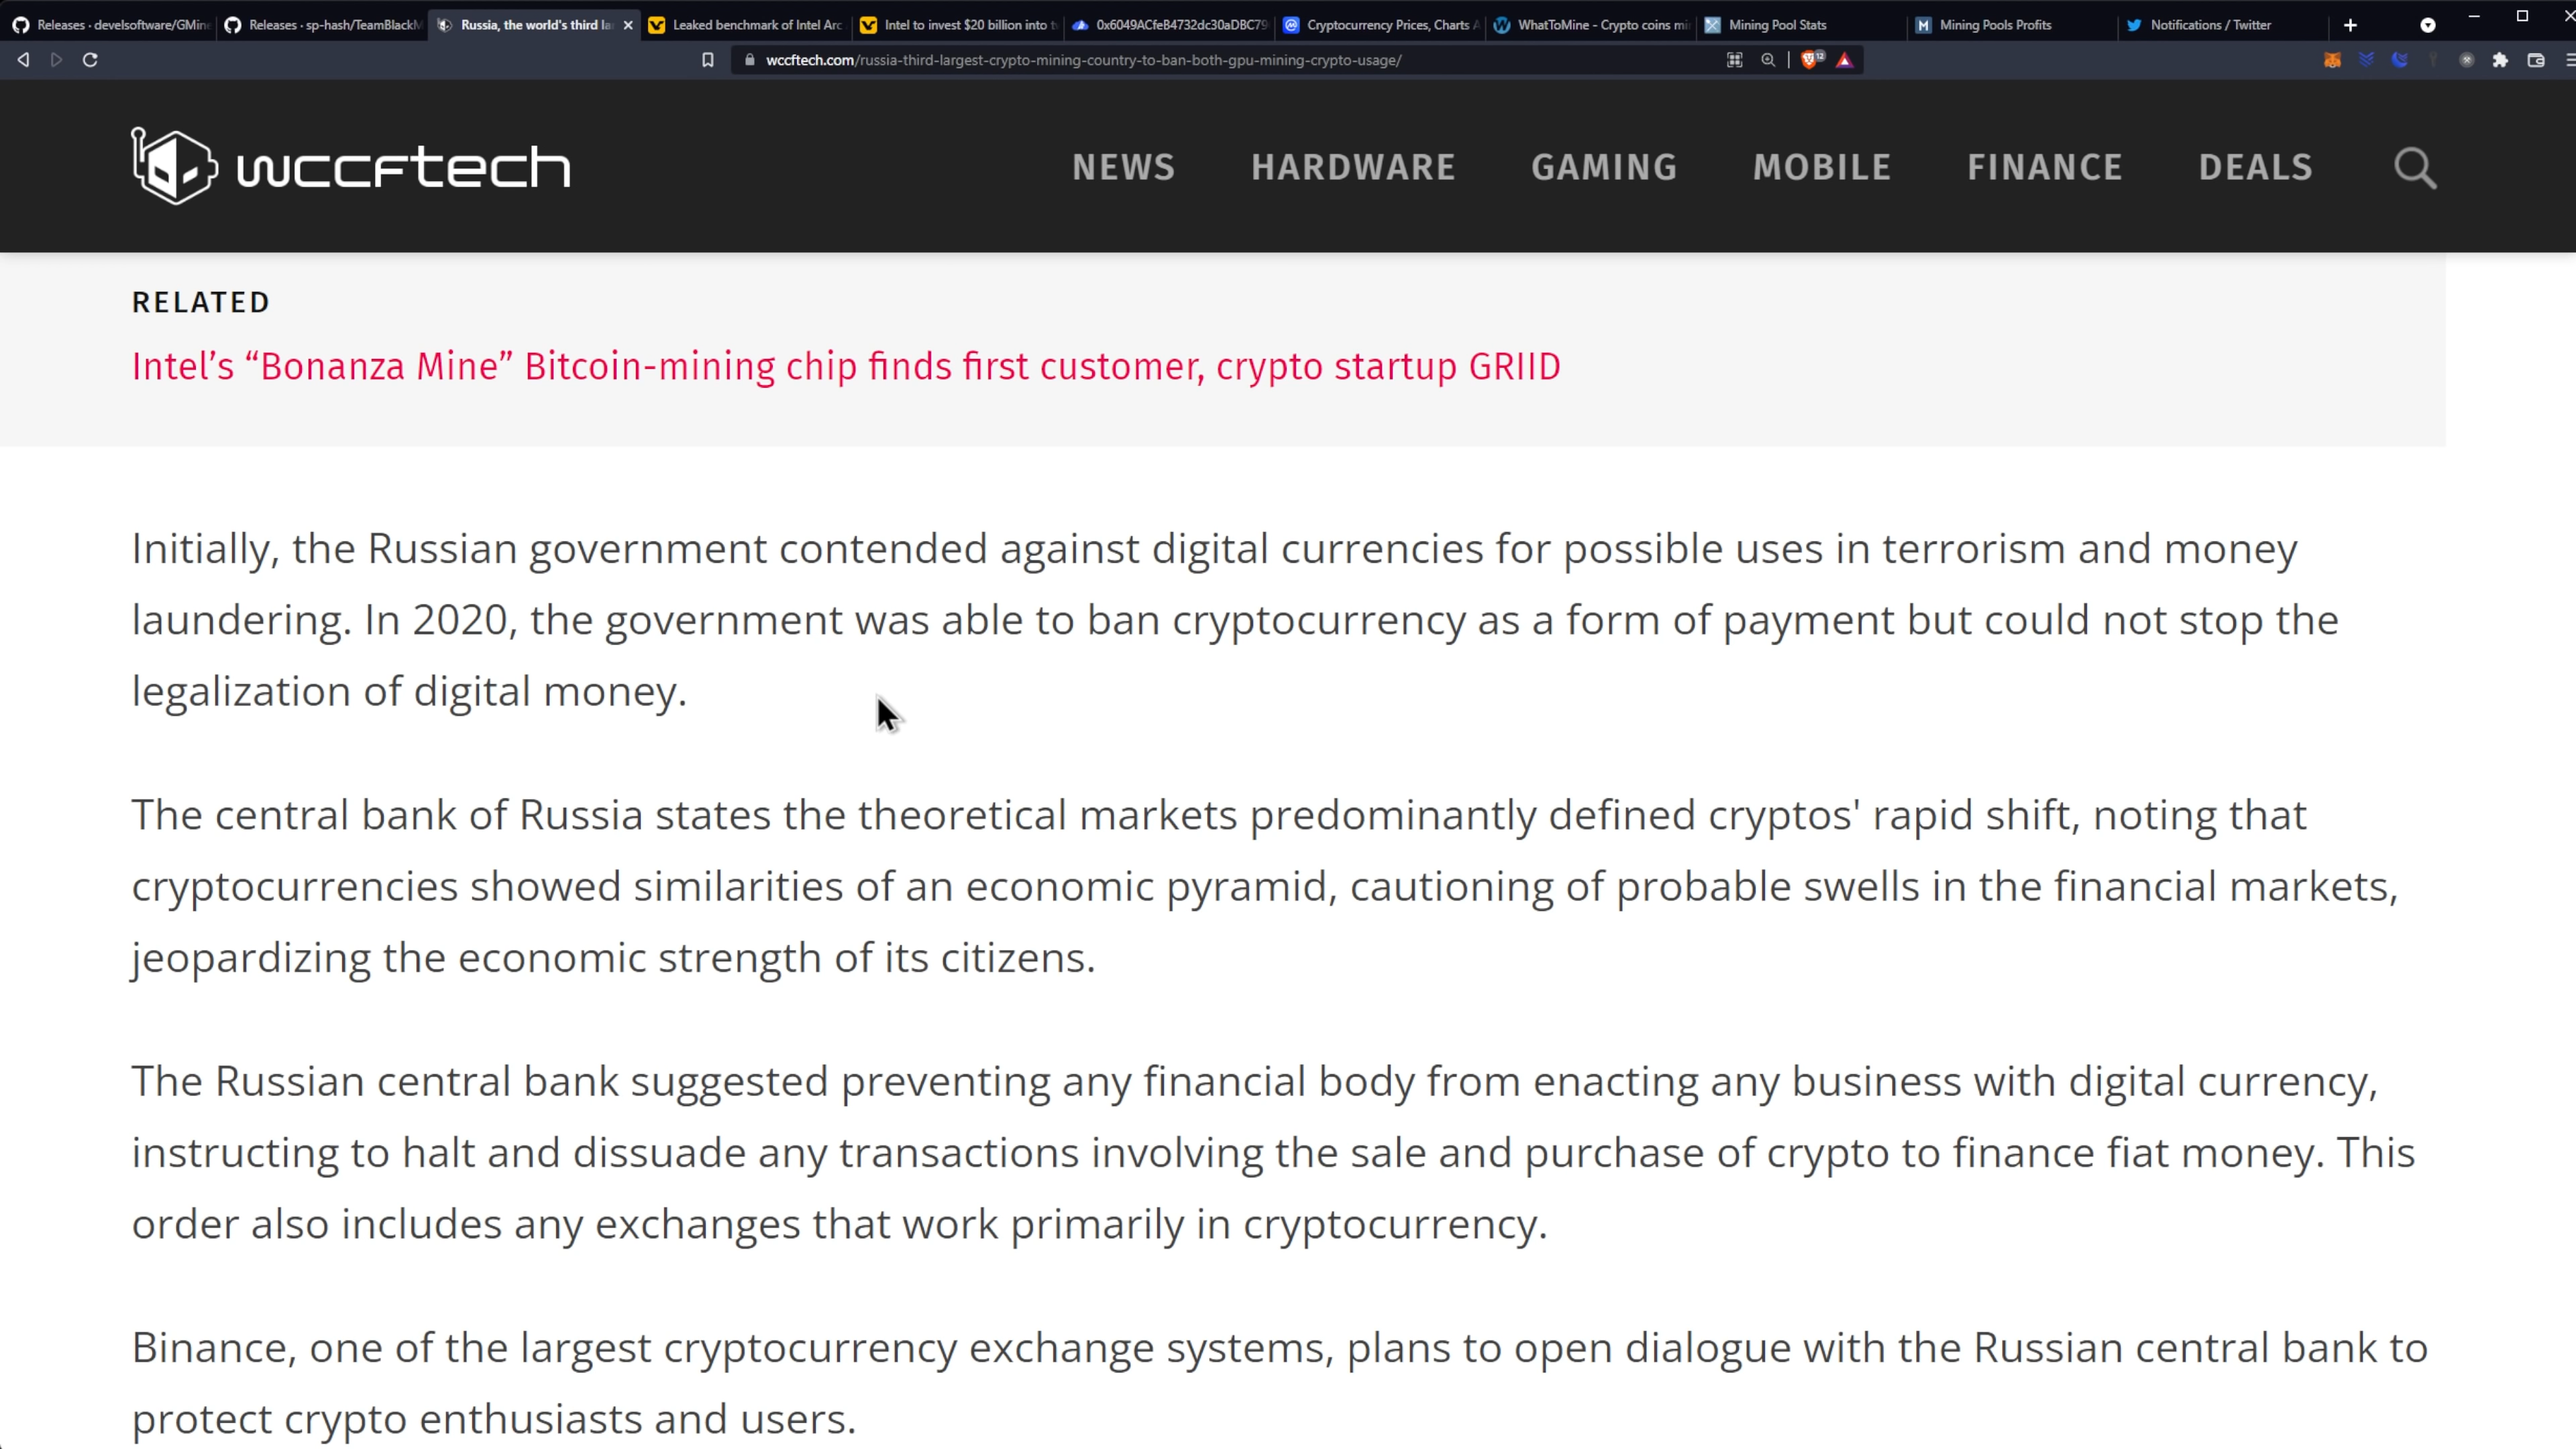 Releases · develsoftware/GMine
Releases · sp-hash/TeamBlackM
Russia, the world's third la
Leaked benchmark of Intel Arc
Intel to invest $20 billion into t
0x6049ACfeB4732dc30aDBC79
Cryptocurrency Prices, Charts A
WhatToMine - Crypto coins mi
Mining Pool Stats
Mining Pools Profits
Notifications / Twitter
wccftech.com/russia-third-largest-crypto-mining-country-to-ban-both-gpu-mining-crypto-usage/
12
wccftech
NEWS
HARDWARE
GAMING
MOBILE
FINANCE
DEALS
RELATED
Intel’s “Bonanza Mine” Bitcoin-mining chip finds first customer, crypto startup GRIID
Initially, the Russian government contended against digital currencies for possible uses in terrorism and money
laundering. In 2020, the government was able to ban cryptocurrency as a form of payment but could not stop the
legalization of digital money.
The central bank of Russia states the theoretical markets predominantly defined cryptos' rapid shift, noting that
cryptocurrencies showed similarities of an economic pyramid, cautioning of probable swells in the financial markets,
jeopardizing the economic strength of its citizens.
The Russian central bank suggested preventing any financial body from enacting any business with digital currency,
instructing to halt and dissuade any transactions involving the sale and purchase of crypto to finance fiat money. This
order also includes any exchanges that work primarily in cryptocurrency.
Binance, one of the largest cryptocurrency exchange systems, plans to open dialogue with the Russian central bank to
protect crypto enthusiasts and users.